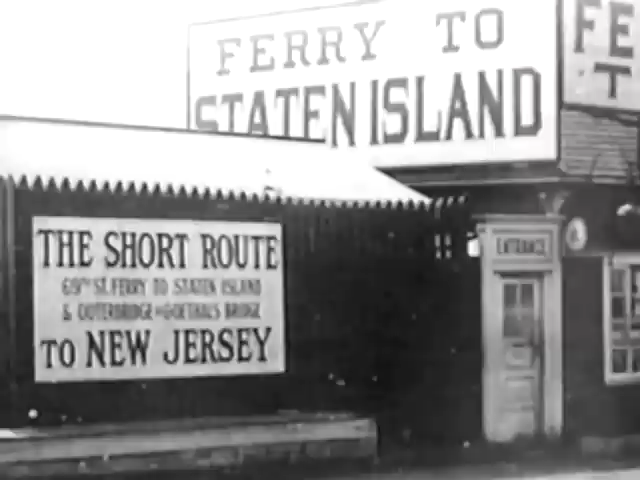 FERRY TO
STATEN ISLAND
FE
T
THE SHORT ROUTE
69TH ST. FERRY TO STATEN ISLAND
& OUTERBRIDGE - GOETHALS BRIDGE
TO NEW JERSEY
ENTRANCE